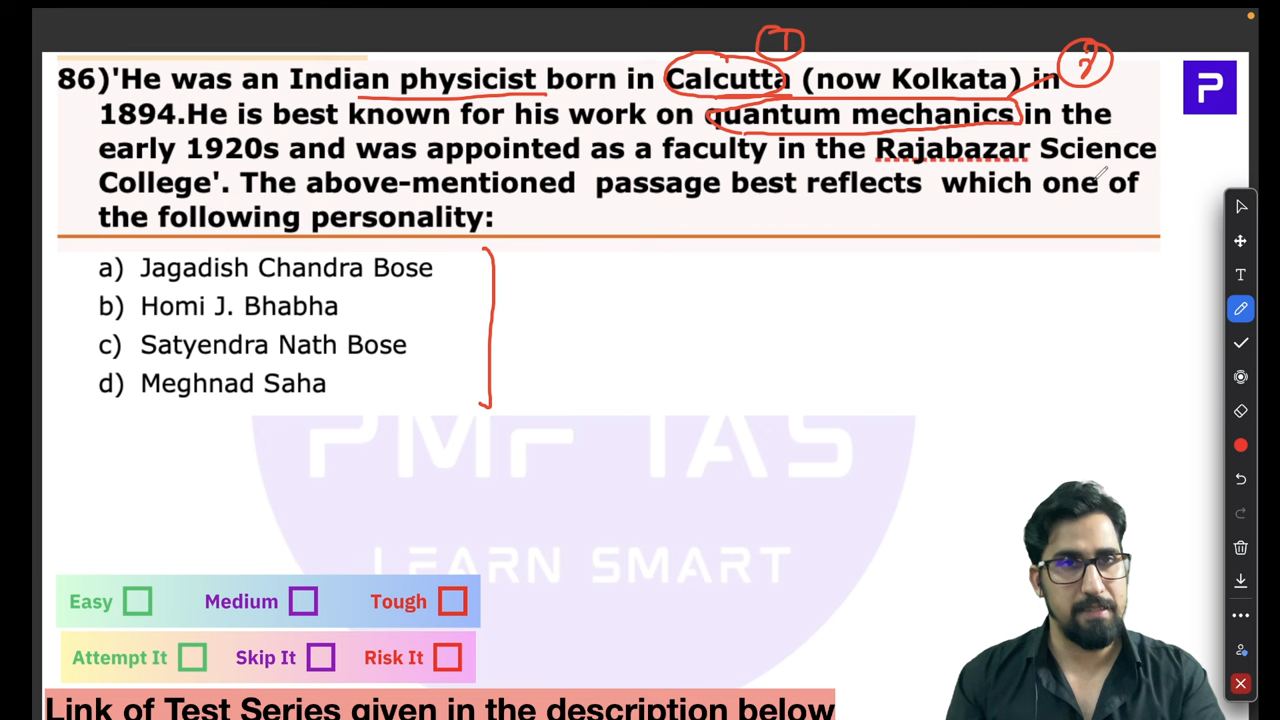 86)'He was an Indian physicist born in Calcutta (now Kolkata) in
1894.He is best known for his work on quantum mechanics in the
early 1920s and was appointed as a faculty in the Rajabazar Science
College'. The above-mentioned passage best reflects which one of
the following personality:
a) Jagadish Chandra Bose
b) Homi J. Bhabha
c) Satyendra Nath Bose
d) Meghnad Saha
PMF IAS
LEARN SMART
Easy Medium Tough
Attempt It Skip It Risk It
Link of Test Series given in the description below